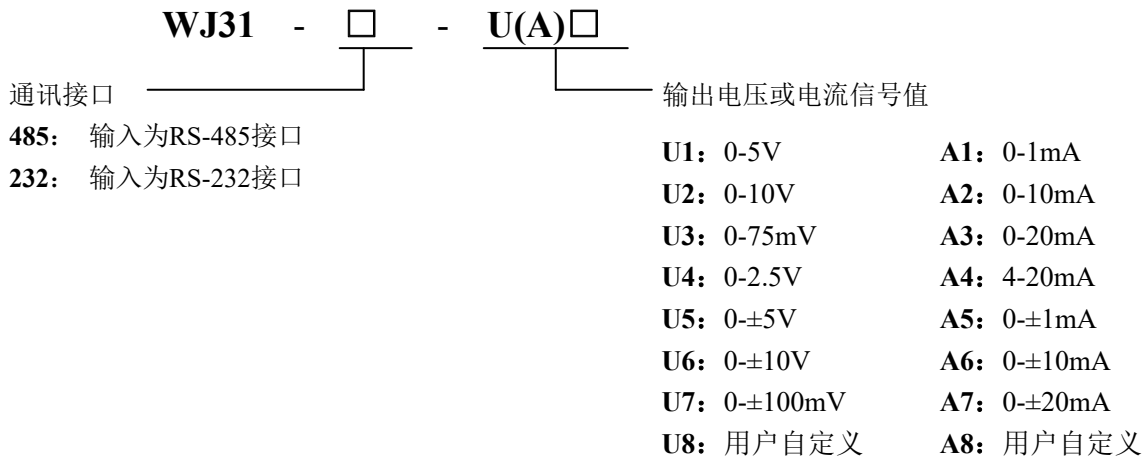 WJ31 - □ - U(A)□
通讯接口
485： 输入为RS-485接口
232： 输入为RS-232接口
输出电压或电流信号值
U1：0-5V A1：0-1mA
U2：0-10V A2：0-10mA
U3：0-75mV A3：0-20mA
U4：0-2.5V A4：4-20mA
U5：0-±5V A5：0-±1mA
U6：0-±10V A6：0-±10mA
U7：0-±100mV A7：0-±20mA
U8：用户自定义 A8：用户自定义